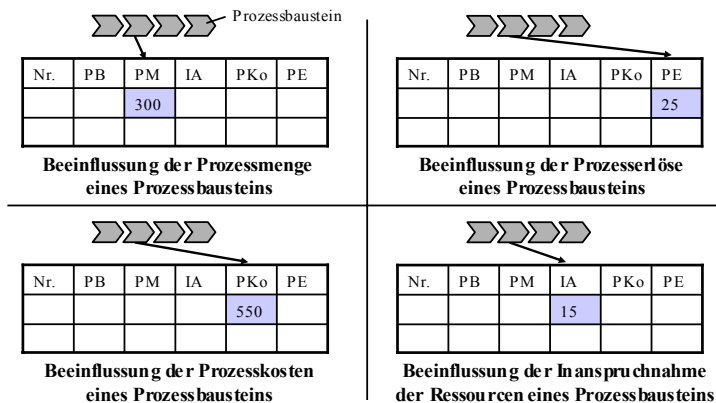 Prozessbaustein
Nr. PB PM IA PKo PE
300
Beeinflussung der Prozessmenge
eines Prozessbausteins
Nr. PB PM IA PKo PE
25
Beeinflussung der Prozesserlöse
eines Prozessbausteins
Nr. PB PM IA PKo PE
550
Beeinflussung der Prozesskosten
eines Prozessbausteins
Nr. PB PM IA PKo PE
15
Beeinflussung der Inanspruchnahme
der Ressourcen eines Prozessbausteins